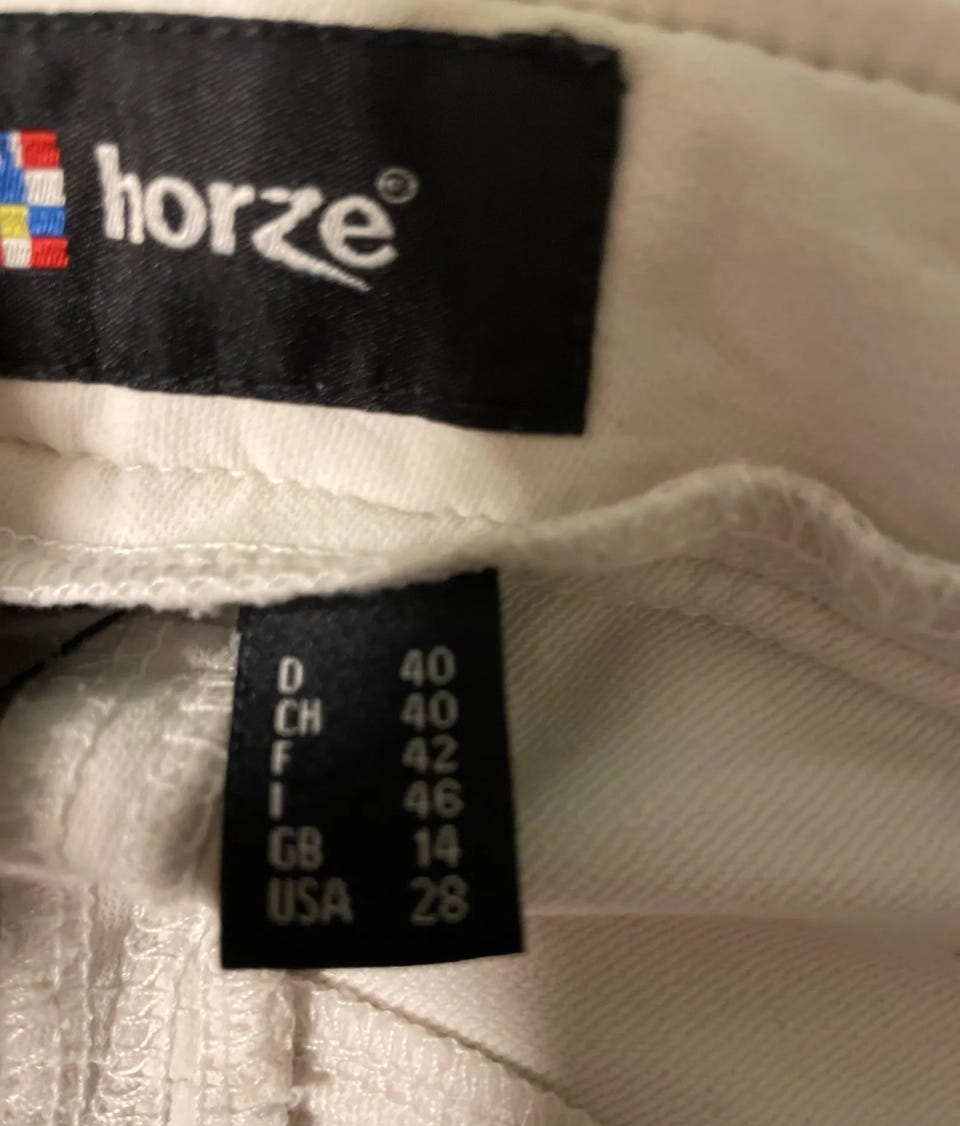 horze®
D 40
CH 40
F 42
I 46
GB 14
USA 28